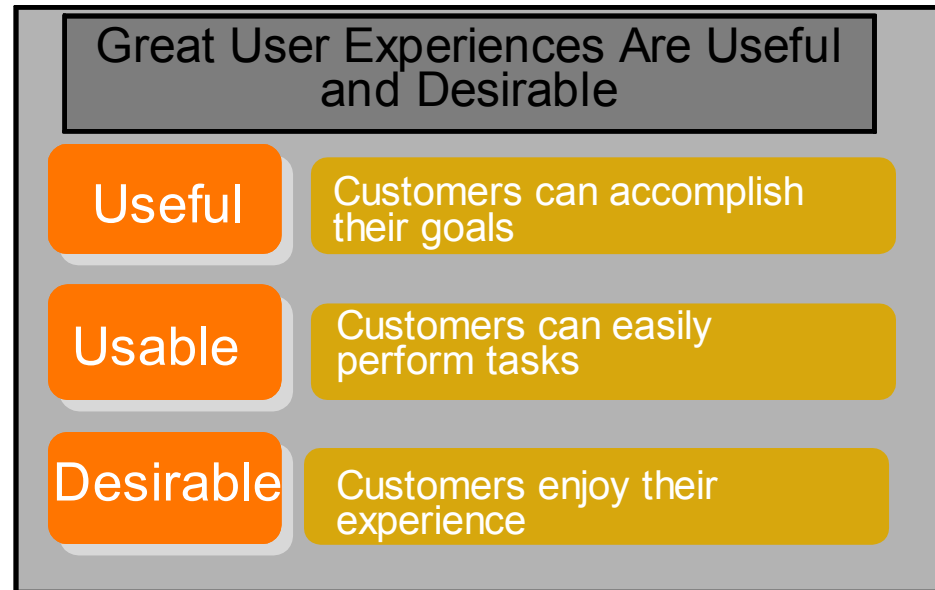 Great User Experiences Are Useful
and Desirable
Useful
Customers can accomplish
their goals
Usable
Customers can easily
perform tasks
Desirable
Customers enjoy their
experience